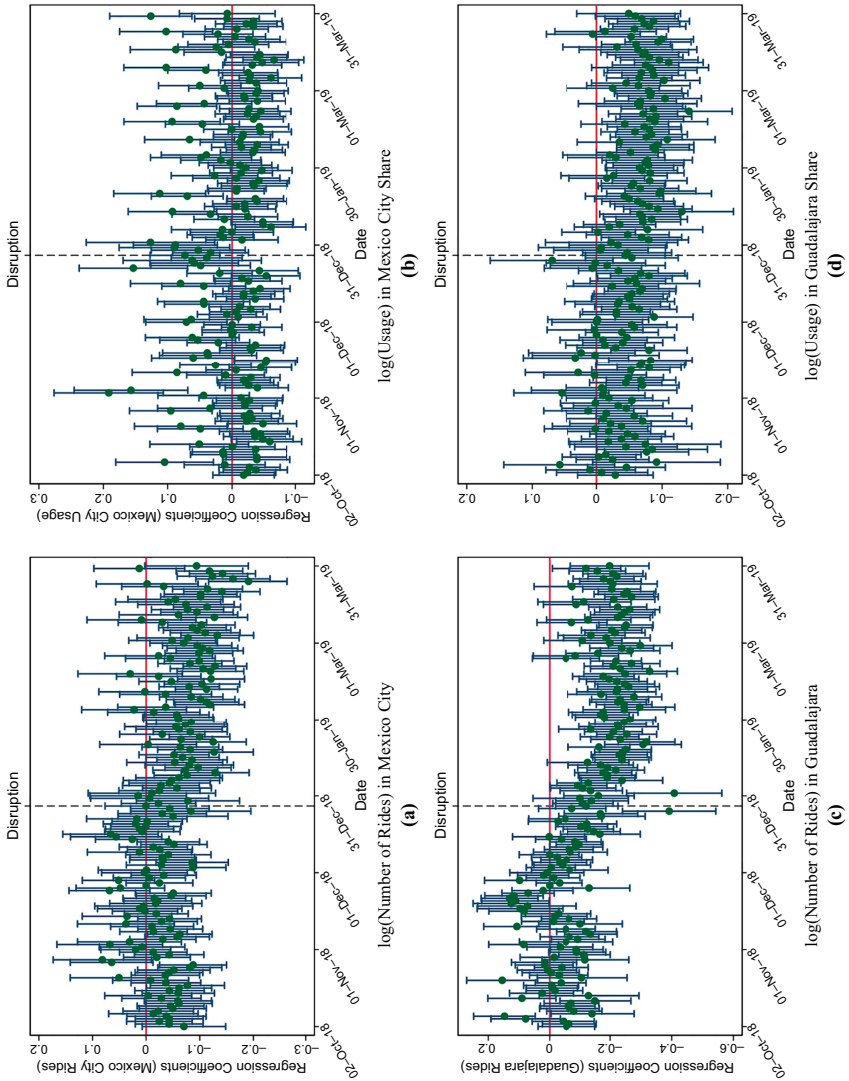 Disruption
Regression Coefficients (Mexico City Rides)
0.2
0.1
0
−0.1
−0.2
−0.3
02−Oct−18
01−Nov−18
01−Dec−18
31−Dec−18
30−Jan−19
01−Mar−19
31−Mar−19
Date
log(Number of Rides) in Mexico City
(a)
Disruption
Regression Coefficients (Mexico City Usage)
0.3
0.2
0.1
0
−0.1
02−Oct−18
01−Nov−18
01−Dec−18
31−Dec−18
30−Jan−19
01−Mar−19
31−Mar−19
Date
log(Usage) in Mexico City Share
(b)
Disruption
Regression Coefficients (Guadalajara Rides)
0.2
0
−0.2
−0.4
−0.6
02−Oct−18
01−Nov−18
01−Dec−18
31−Dec−18
30−Jan−19
01−Mar−19
31−Mar−19
Date
log(Number of Rides) in Guadalajara
(c)
Disruption
0.2
0.1
0
−0.1
−0.2
02−Oct−18
01−Nov−18
01−Dec−18
31−Dec−18
30−Jan−19
01−Mar−19
31−Mar−19
Date
log(Usage) in Guadalajara Share
(d)